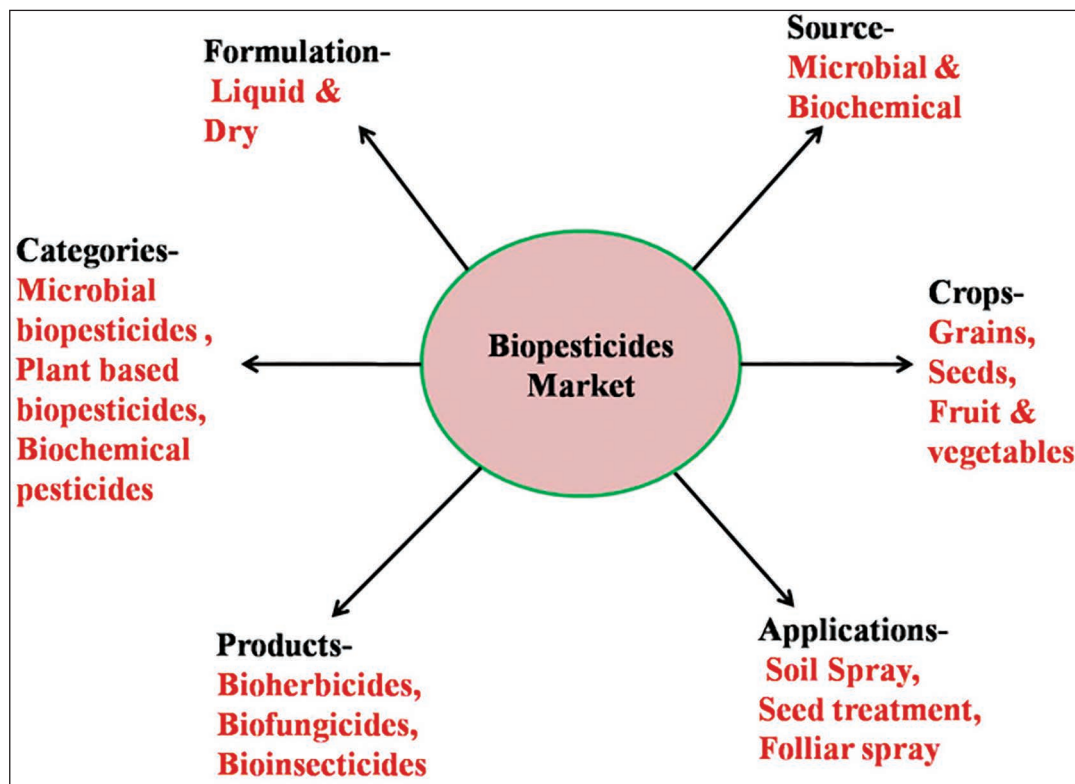 Formulation-
Liquid &
Dry
Source-
Microbial &
Biochemical
Categories-
Microbial
biopesticides ,
Plant based
biopesticides,
Biochemical
pesticides
Biopesticides
Market
Crops-
Grains,
Seeds,
Fruit &
vegetables
Products-
Bioherbicides,
Biofungicides,
Bioinsecticides
Applications-
Soil Spray,
Seed treatment,
Folliar spray